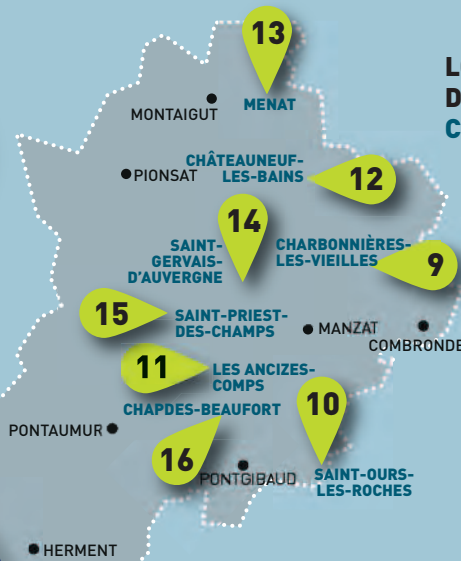 13
L
D
C
MONTAIGUT
MENAT
CHÂTEAUNEUF-
LES-BAINS
PIONSAT
12
14
SAINT-
GERVAIS-
D'AUVERGNE
CHARBONNIÈRES-
LES-VIEILLES
9
15
SAINT-PRIEST-
DES-CHAMPS
MANZAT
COMBRONDE
11
LES ANCIZES-
COMPS
CHAPDES-BEAUFORT
10
PONTAUMUR
16
PONTGIBAUD
SAINT-OURS-
LES-ROCHES
HERMENT